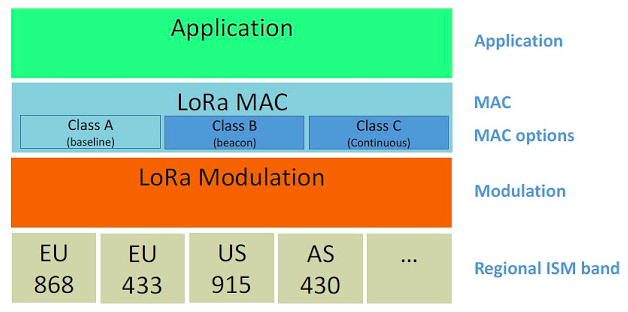 Application
Application
LoRa MAC
MAC
Class A
(baseline)
Class B
(beacon)
Class C
(Continuous)
MAC options
LoRa Modulation
Modulation
EU
868
EU
433
US
915
AS
430
...
Regional ISM band